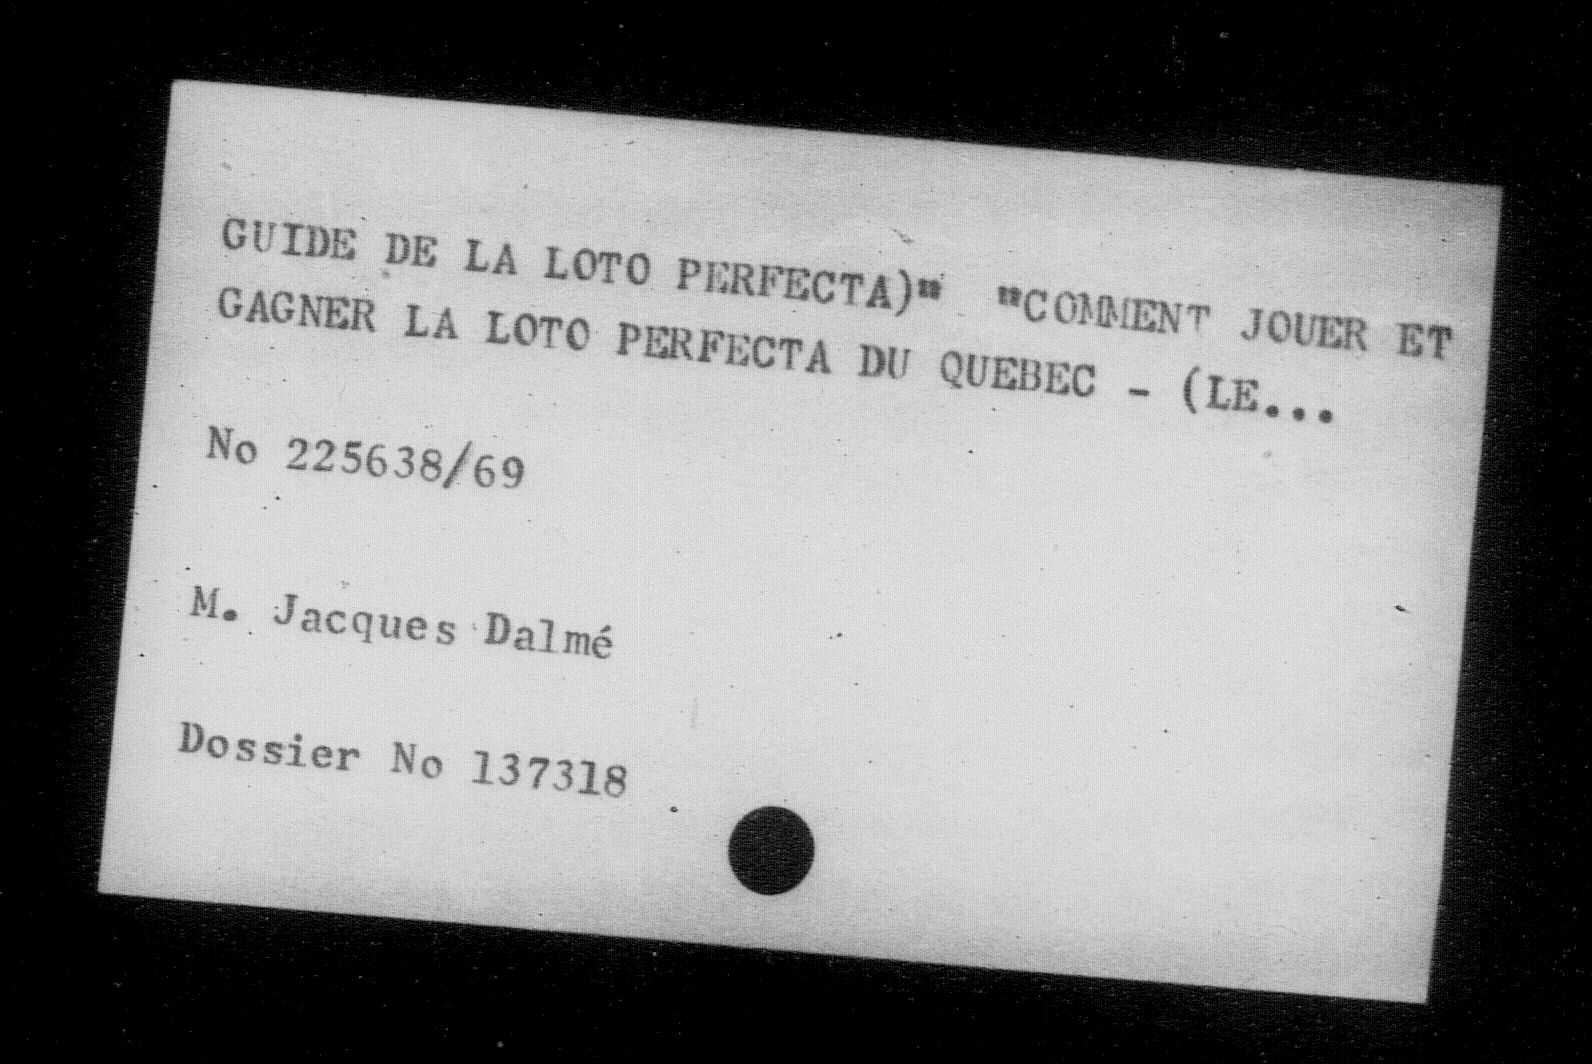 GUIDE DE LA LOTO PERFECTA)" "COMMENT JOUER ET
GAGNER LA LOTO PERFECTA DU QUEBEC - (LE...
No 225638/69
M. Jacques Dalmé
Dossier No 137318